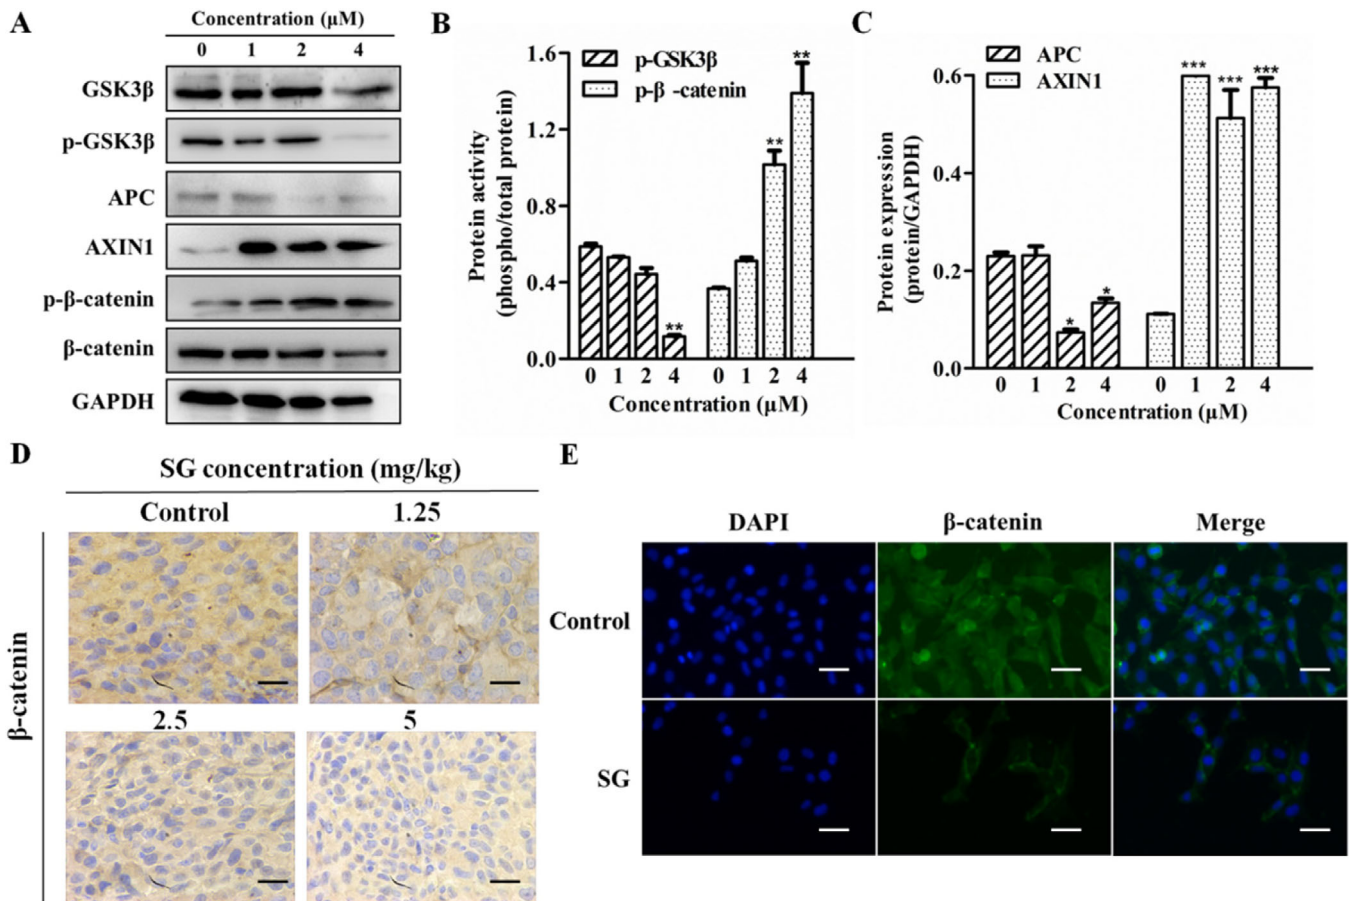 A
Concentration (μM)
0 1 2 4
GSK3β
p-GSK3β
APC
AXIN1
p-β-catenin
β-catenin
GAPDH
B
p-GSK3β
p-β -catenin
Protein activity
(phospho/total protein)
1.6
1.2
0.8
0.4
0.0
**
**
**
0 1 2 4 0 1 2 4
Concentration (μM)
C
APC
AXIN1
Protein expression
(protein/GAPDH)
0.6
0.4
0.2
0.0
*
*
***
***
***
0 1 2 4 0 1 2 4
Concentration (μM)
D
SG concentration (mg/kg)
Control 1.25
2.5 5
β-catenin
E
DAPI β-catenin Merge
Control
SG